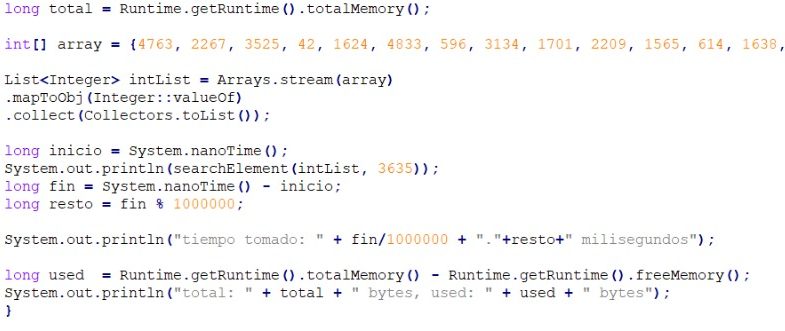 long total = Runtime.getRuntime().totalMemory();
int[] array = {4763, 2267, 3525, 42, 1624, 4833, 596, 3134, 1701, 2209, 1565, 614, 1638,
List<Integer> intList = Arrays.stream(array)
.mapToObj(Integer::valueOf)
.collect(Collectors.toList());
long inicio = System.nanoTime();
System.out.println(searchElement(intList, 3635));
long fin = System.nanoTime() - inicio;
long resto = fin % 1000000;
System.out.println("tiempo tomado: " + fin/1000000 + "."+resto+" milisegundos");
long used  = Runtime.getRuntime().totalMemory() - Runtime.getRuntime().freeMemory();
System.out.println("total: " + total + " bytes, used: " + used + " bytes");
}